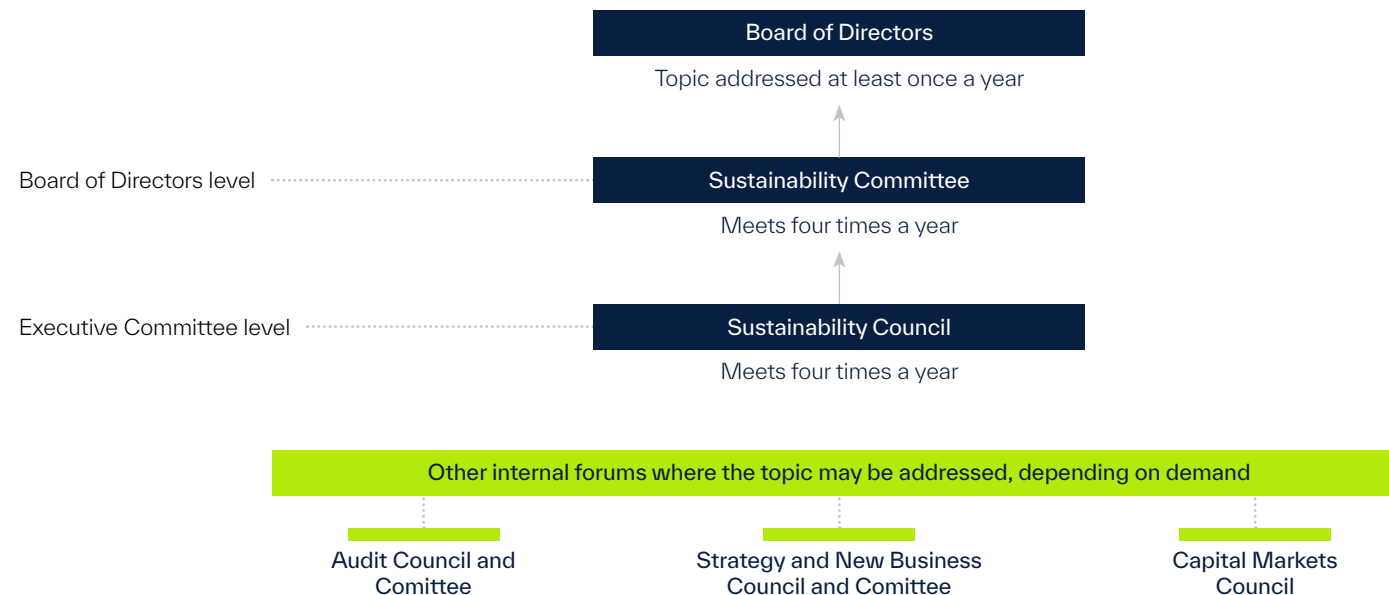 Board of Directors
Topic addressed at least once a year
Board of Directors level
Sustainability Committee
Meets four times a year
Executive Committee level
Sustainability Council
Meets four times a year
Other internal forums where the topic may be addressed, depending on demand
Audit Council and
Comittee
Strategy and New Business
Council and Comittee
Capital Markets
Council